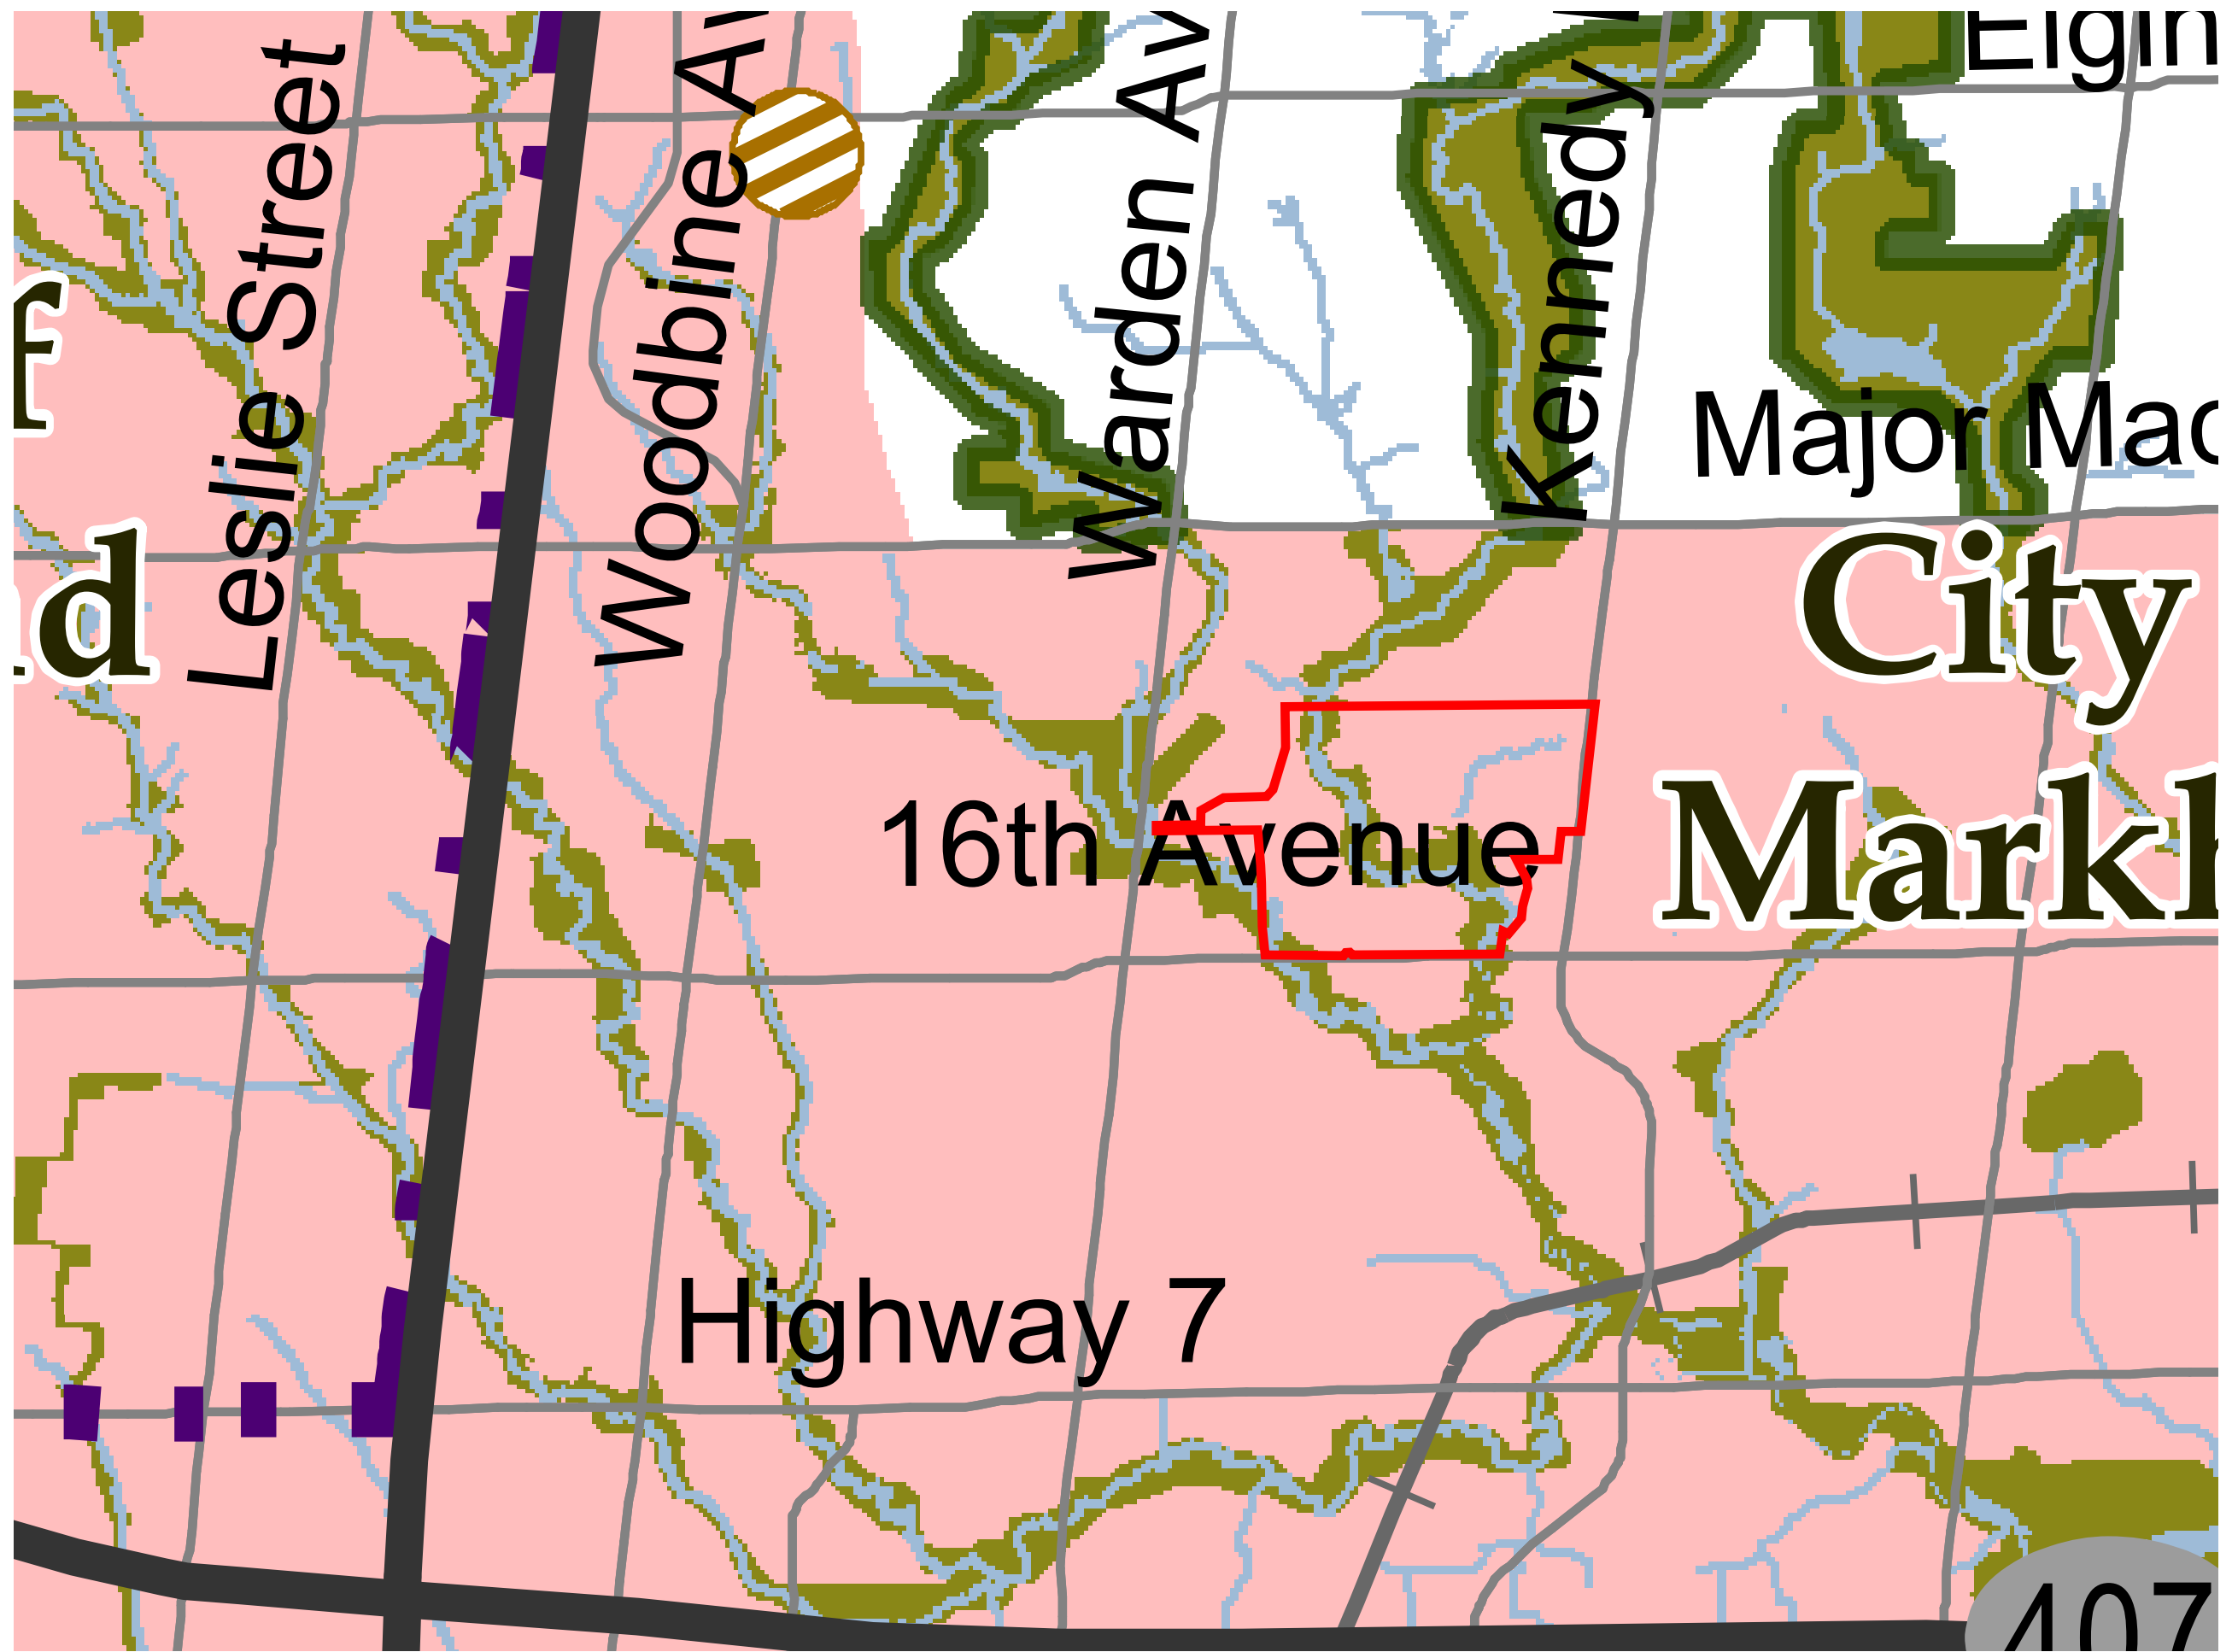 Elgin
Leslie Street
Woodbine Av
Warden Av
Kennedy
Major Mac
City
Markh
16th Avenue
Highway 7
407